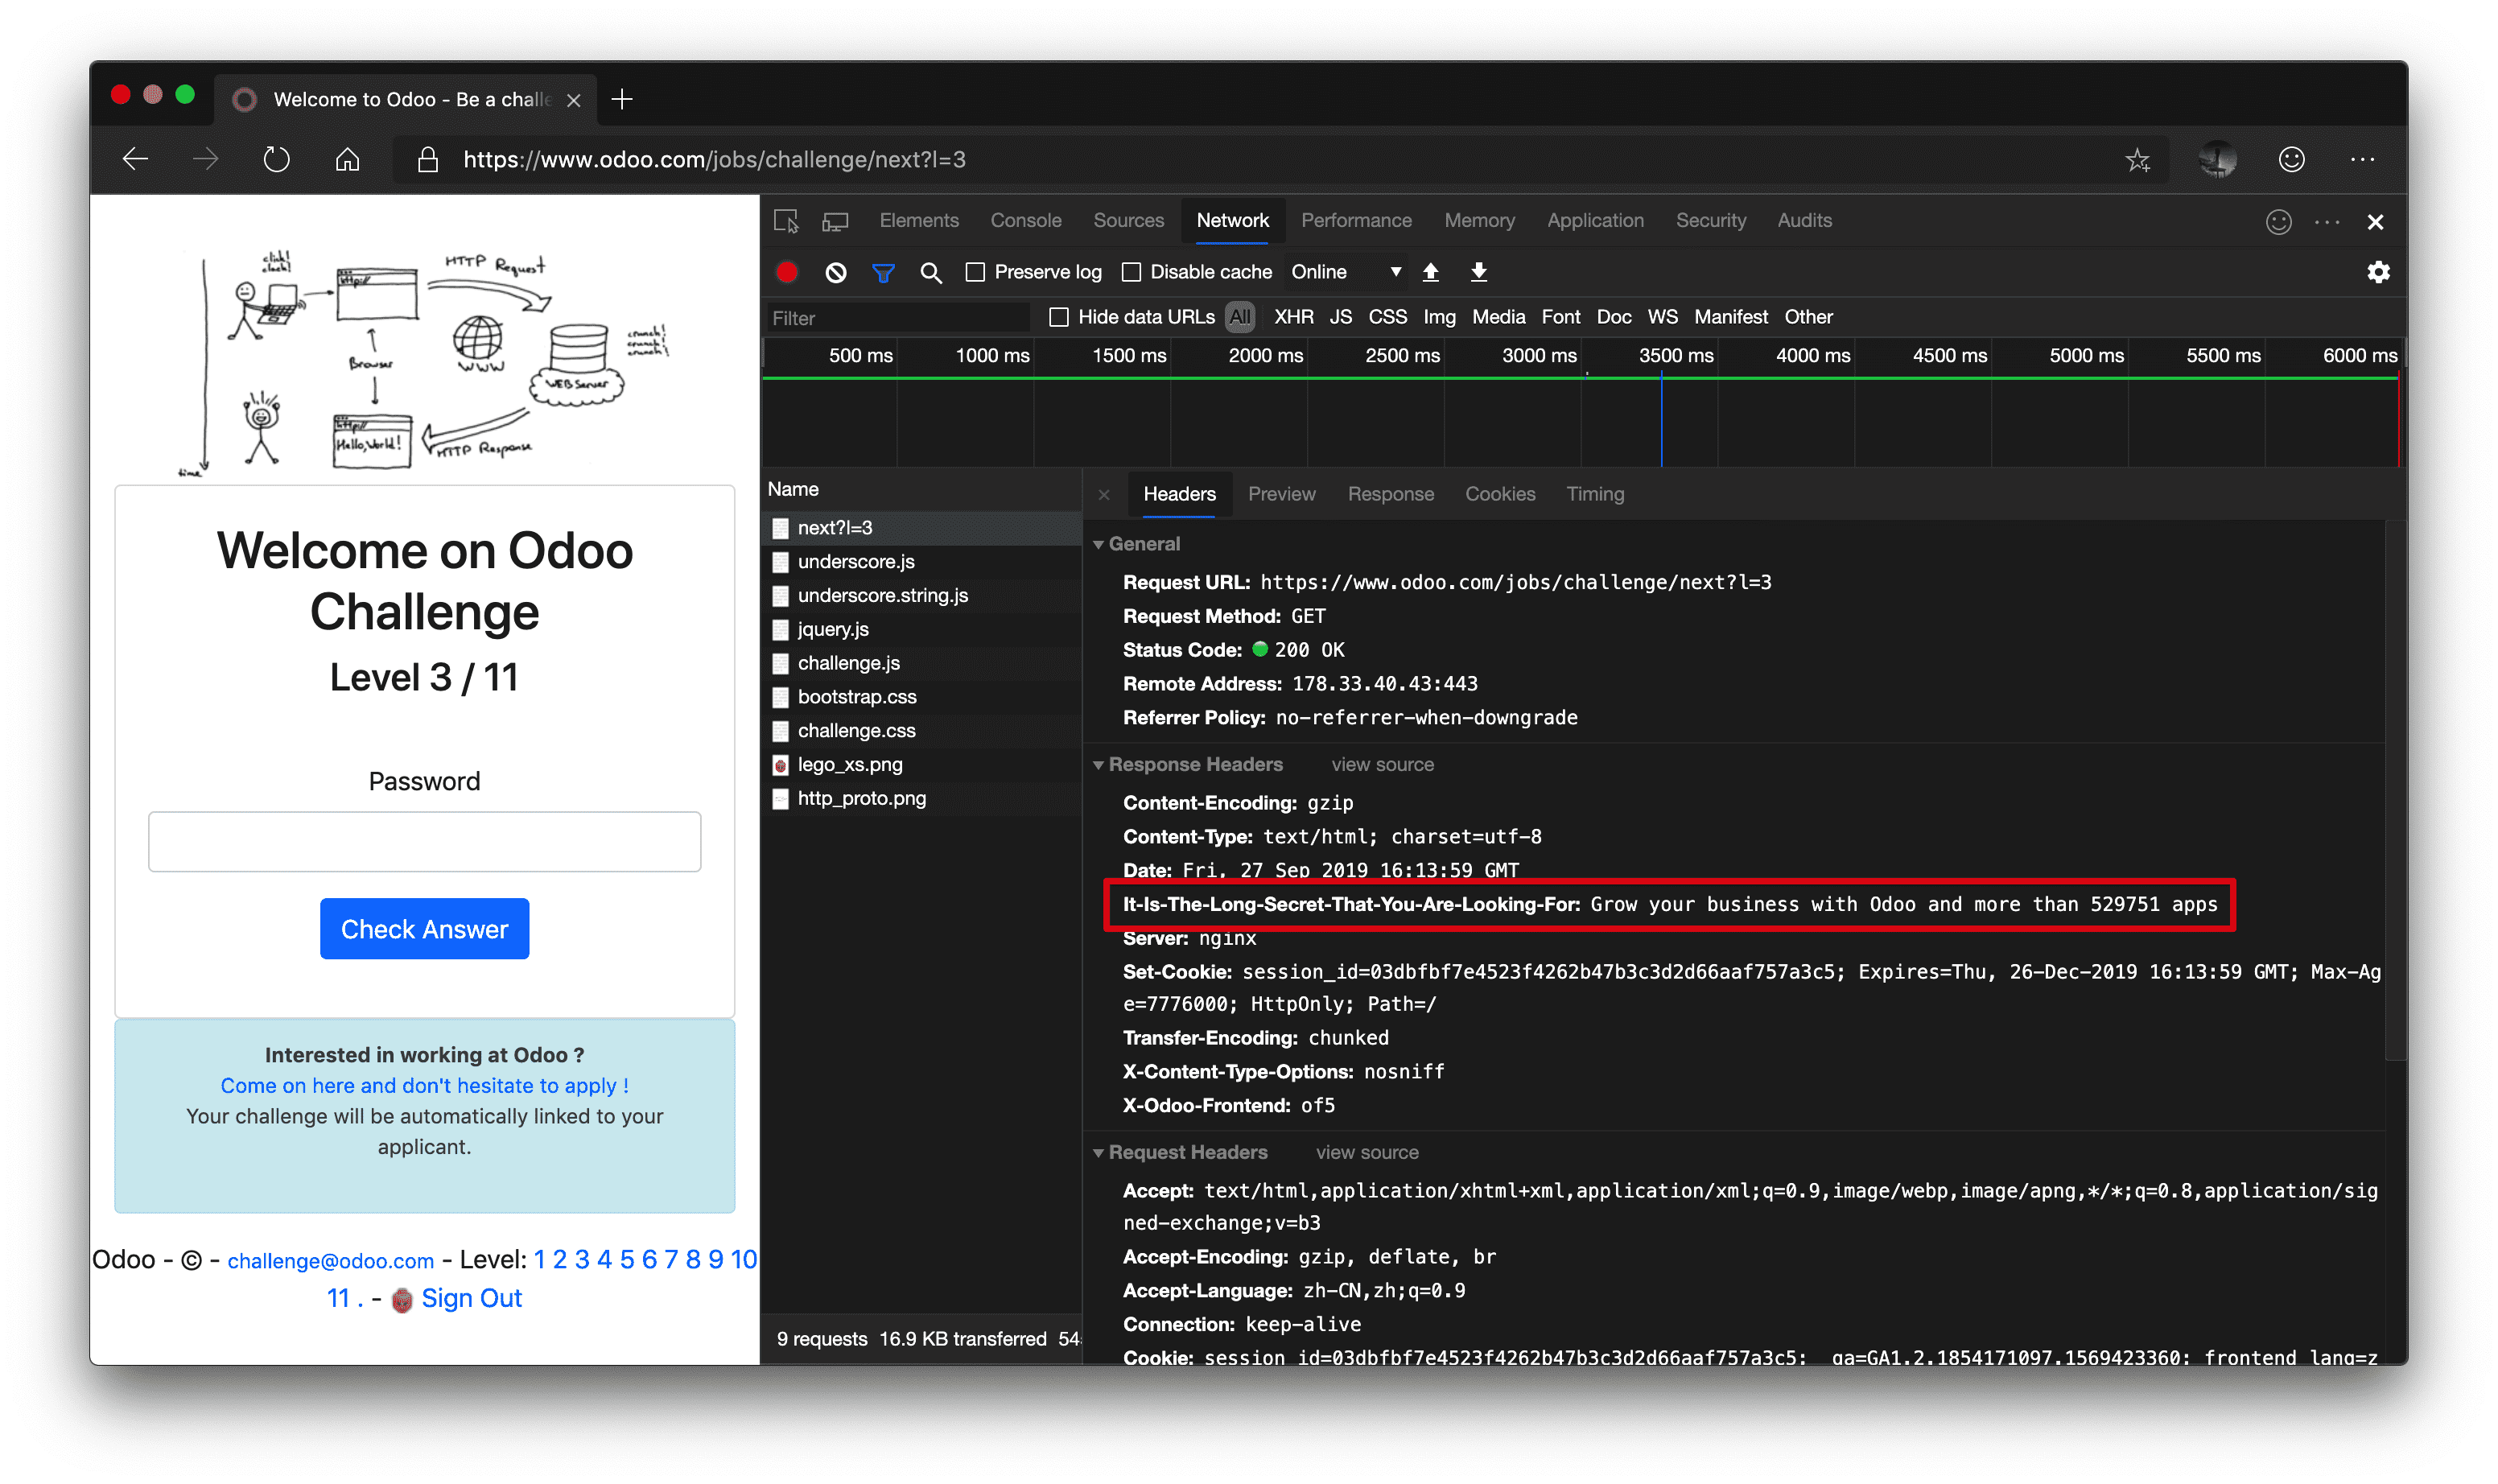 Welcome to Odoo - Be a challe
https://www.odoo.com/jobs/challenge/next?l=3
click!
clack!
HTTP Request
http://
crunch!
crunch!
crunch!
Browser
WWW
WEB Server
http://
Hello, World!
HTTP Response
time
Welcome on Odoo
Challenge
Level 3 / 11
Password
Check Answer
Interested in working at Odoo ?
Come on here and don't hesitate to apply !
Your challenge will be automatically linked to your
applicant.
Odoo - © - challenge@odoo.com - Level: 1 2 3 4 5 6 7 8 9 10
11 . - Sign Out
Elements Console Sources Network Performance Memory Application Security Audits
Preserve log Disable cache Online
Filter Hide data URLs All XHR JS CSS Img Media Font Doc WS Manifest Other
500 ms 1000 ms 1500 ms 2000 ms 2500 ms 3000 ms 3500 ms 4000 ms 4500 ms 5000 ms 5500 ms 6000 ms
Name
next?l=3
underscore.js
underscore.string.js
jquery.js
challenge.js
bootstrap.css
challenge.css
lego_xs.png
http_proto.png
9 requests 16.9 KB transferred 54
Headers Preview Response Cookies Timing
General
Request URL: https://www.odoo.com/jobs/challenge/next?l=3
Request Method: GET
Status Code: 200 OK
Remote Address: 178.33.40.43:443
Referrer Policy: no-referrer-when-downgrade
Response Headers view source
Content-Encoding: gzip
Content-Type: text/html; charset=utf-8
Date: Fri, 27 Sep 2019 16:13:59 GMT
It-Is-The-Long-Secret-That-You-Are-Looking-For: Grow your business with Odoo and more than 529751 apps
Server: nginx
Set-Cookie: session_id=03dbfbf7e4523f4262b47b3c3d2d66aaf757a3c5; Expires=Thu, 26-Dec-2019 16:13:59 GMT; Max-Ag
e=7776000; HttpOnly; Path=/
Transfer-Encoding: chunked
X-Content-Type-Options: nosniff
X-Odoo-Frontend: of5
Request Headers view source
Accept: text/html,application/xhtml+xml,application/xml;q=0.9,image/webp,image/apng,*/*;q=0.8,application/sig
ned-exchange;v=b3
Accept-Encoding: gzip, deflate, br
Accept-Language: zh-CN,zh;q=0.9
Connection: keep-alive
Cookie: session_id=03dbfbf7e4523f4262b47b3c3d2d66aaf757a3c5; _ga=GA1.2.1854171097.1569423360; frontend_lang=z